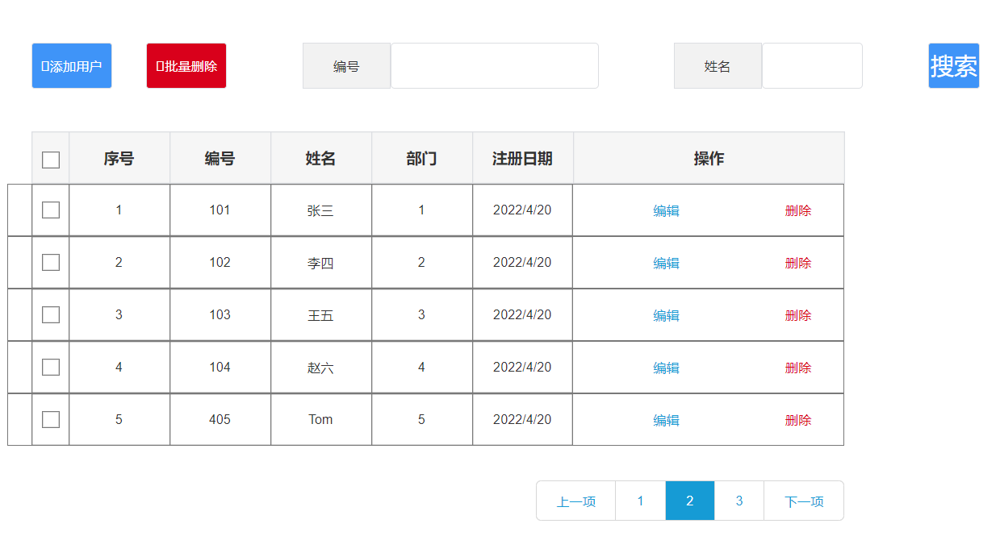 添加用户 批量删除 编号 姓名 搜索
序号 编号 姓名 部门 注册日期 操作
1 101 张三 1 2022/4/20 编辑 删除
2 102 李四 2 2022/4/20 编辑 删除
3 103 王五 3 2022/4/20 编辑 删除
4 104 赵六 4 2022/4/20 编辑 删除
5 405 Tom 5 2022/4/20 编辑 删除
上一项 1 2 3 下一项